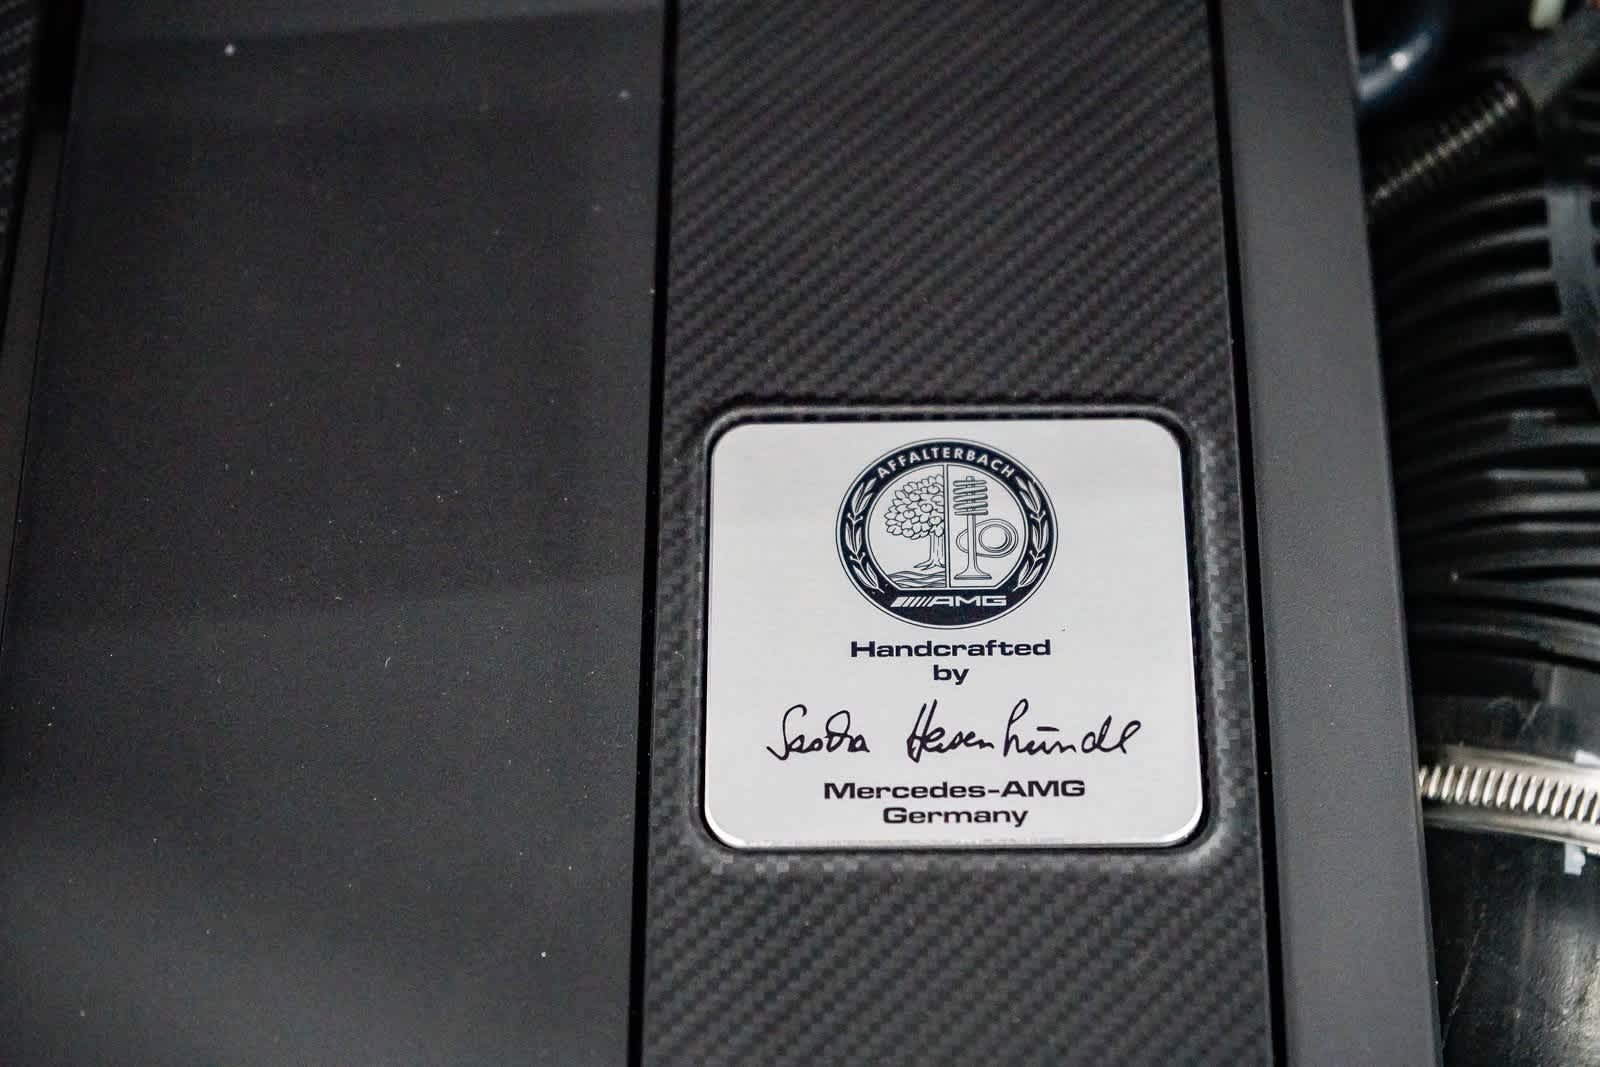 AFFALTERBACH
AMG
Handcrafted
by
Mercedes-AMG
Germany